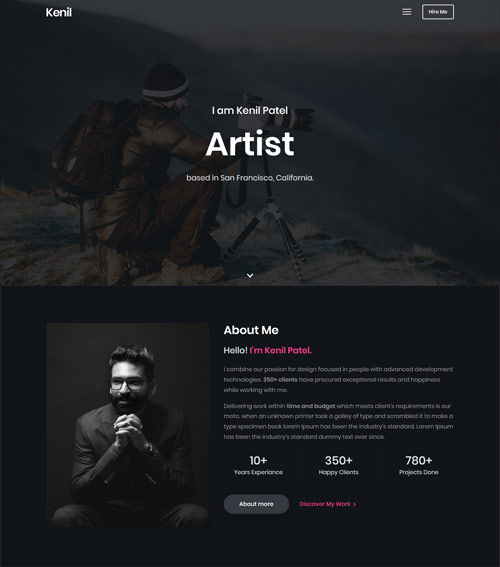 Kenil
Hire Me
I am Kenil Patel
Artist
based in San Francisco, California.
About Me
Hello! I'm Kenil Patel.
I combine our passion for design focused in people with advanced development
technologies. 350+ clients have procured exceptional results and happiness
while working with me.
Delivering work within time and budget which meets client's requirements is our
moto. when an unknown printer took a galley of type and scrambled it to make a
type specimen book lorem Ipsum has been the industry's standard. Lorem Ipsum
has been the industry's standard dummy text ever since.
10+ 350+ 780+
Years Experiance Happy Clients Projects Done
About more Discover My Work